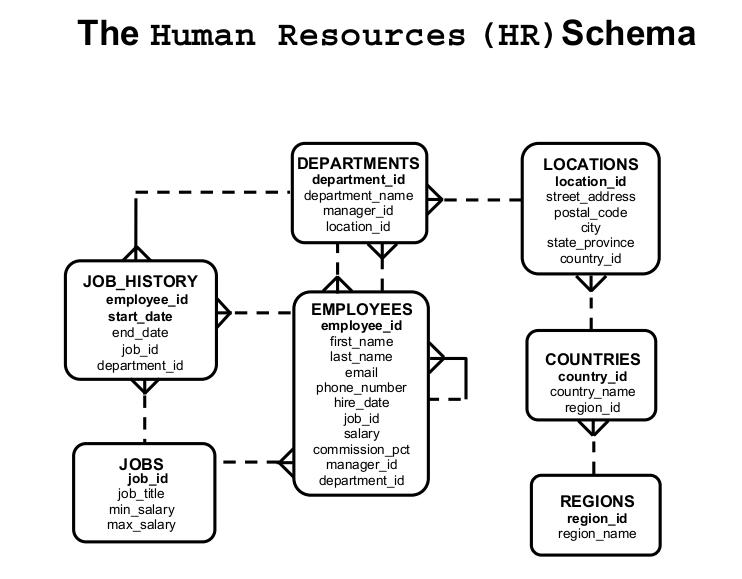 The Human Resources (HR) Schema
DEPARTMENTS
department_id
department_name
manager_id
location_id
LOCATIONS
location_id
street_address
postal_code
city
state_province
country_id
JOB_HISTORY
employee_id
start_date
end_date
job_id
department_id
EMPLOYEES
employee_id
first_name
last_name
email
phone_number
hire_date
job_id
salary
commission_pct
manager_id
department_id
COUNTRIES
country_id
country_name
region_id
JOBS
job_id
job_title
min_salary
max_salary
REGIONS
region_id
region_name